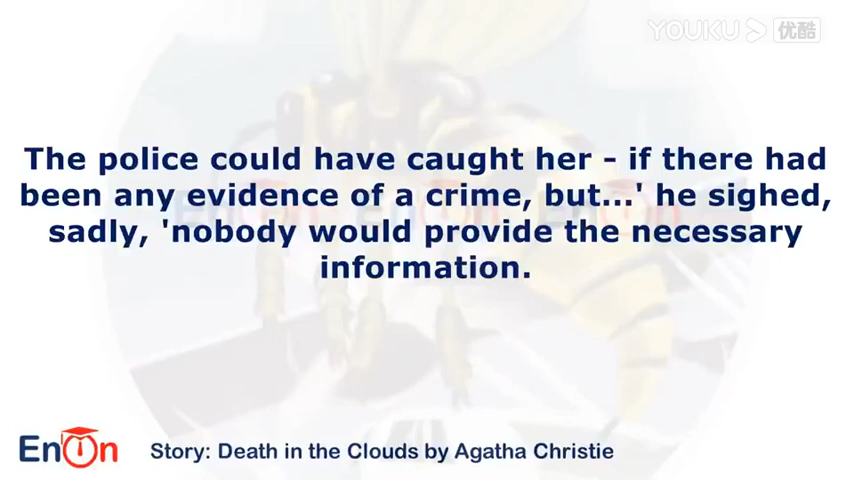 YOUKU 优酷
The police could have caught her - if there had
been any evidence of a crime, but...' he sighed,
sadly, 'nobody would provide the necessary
information.
EnOn Story: Death in the Clouds by Agatha Christie